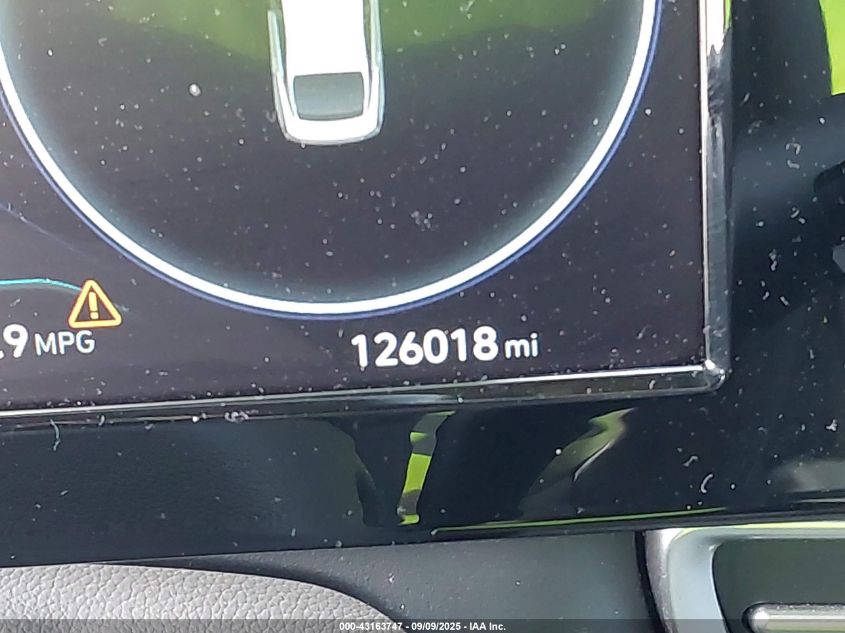 .9 MPG
126018 mi
000-43163747 - 09/09/2025 - IAA Inc.